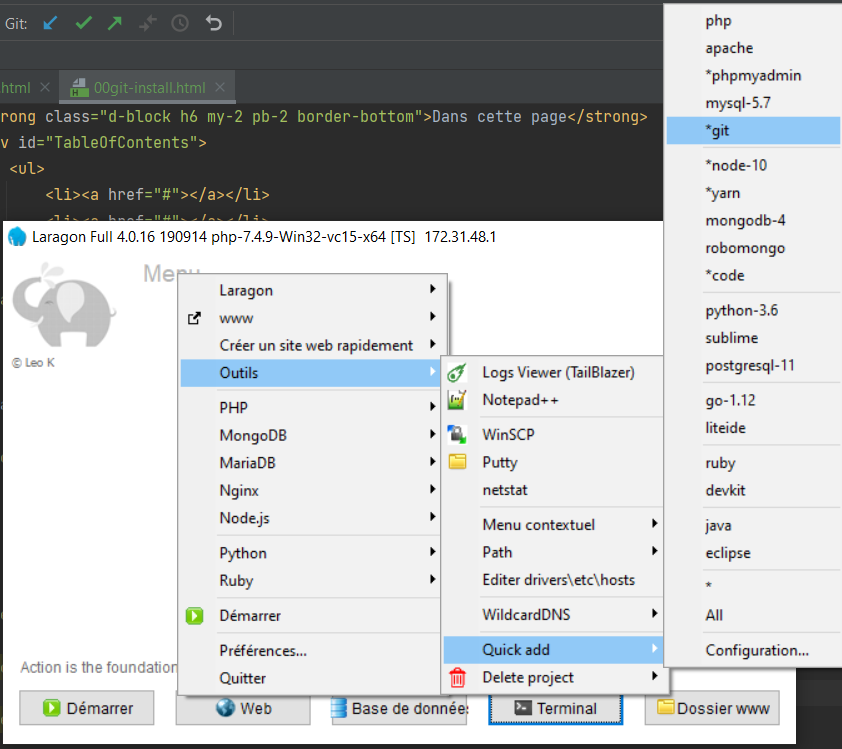 Git:
html
00git-install.html
rong class="d-block h6 my-2 pb-2 border-bottom">Dans cette page</strong>
v id="TableOfContents">
<ul>
<li><a href="#"></a></li>
<li><a href="#"></a></li>
Laragon Full 4.0.16 190914 php-7.4.9-Win32-vc15-x64 [TS] 172.31.48.1
Menu
© Leo K
Laragon
www
Créer un site web rapidement
Outils
PHP
MongoDB
MariaDB
Nginx
Node.js
Python
Ruby
Démarrer
Préférences...
Quitter
Logs Viewer (TailBlazer)
Notepad++
WinSCP
Putty
netstat
Menu contextuel
Path
Editer drivers\etc\hosts
WildcardDNS
Quick add
Delete project
php
apache
*phpmyadmin
mysql-5.7
*git
*node-10
*yarn
mongodb-4
robomongo
*code
python-3.6
sublime
postgresql-11
go-1.12
liteide
ruby
devkit
java
eclipse
*
All
Configuration...
Action is the foundation
Démarrer
Web
Base de données
Terminal
Dossier www